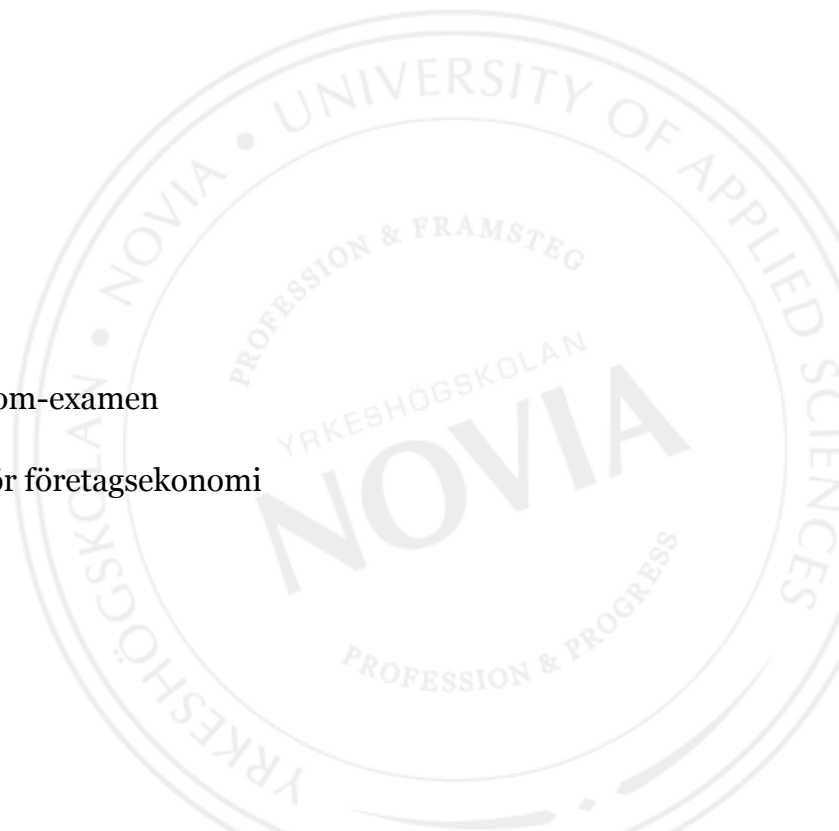 UNIVERSITY OF APPLIED SCIENCES
YRKESHÖGSKOLAN • NOVIA •
PROFESSION & FRAMSTEG
YRKESHÖGSKOLAN
NOVIA
PROFESSION & PROGRESS
om-examen
ör företagsekonomi